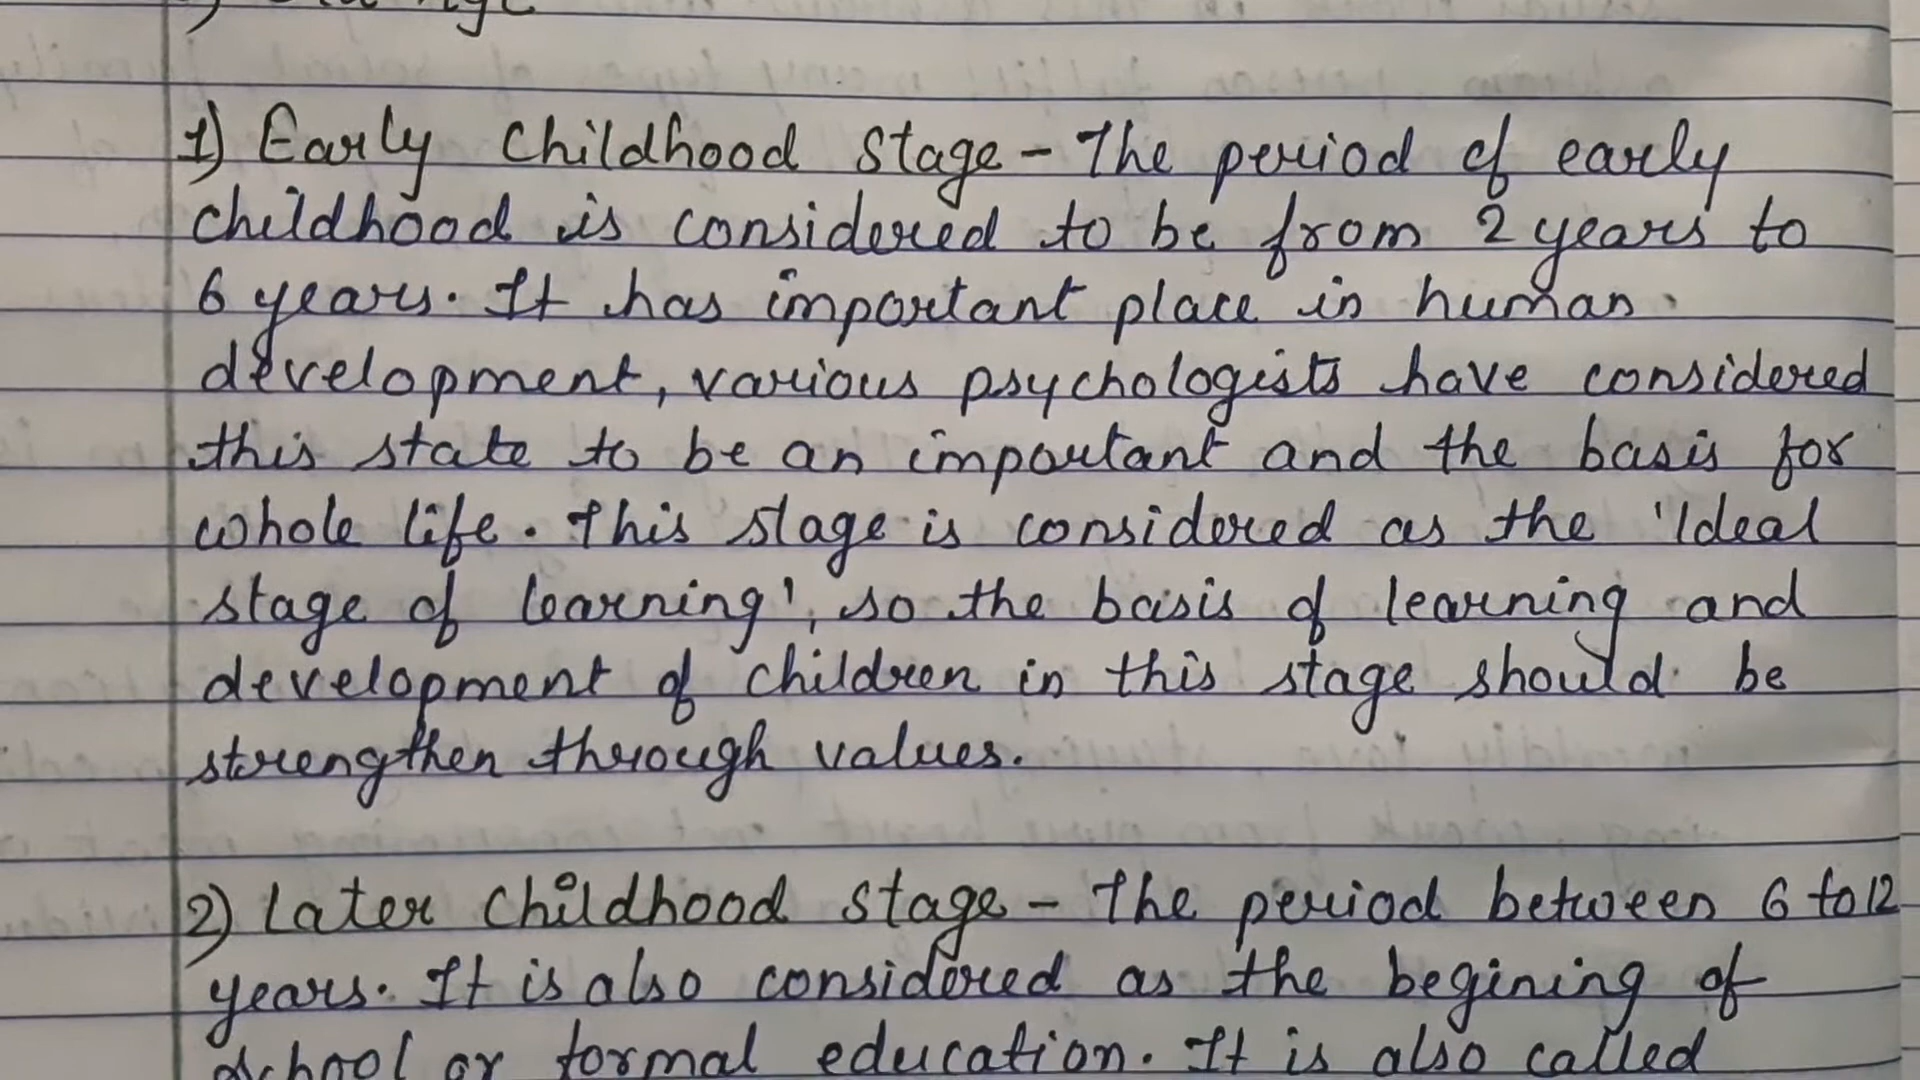 1) Early Childhood Stage - The period of early
childhood is considered to be from 2 years to
6 years. It has important place in human
development, various psychologists have considered
this state to be an important and the basis for
whole life. This stage is considered as the 'Ideal
stage of learning', so the basis of learning and
development of children in this stage should be
strengthen through values.
2) Later Childhood Stage - The period between 6 to 12
years. It is also considered as the begining of
school or formal education. It is also called